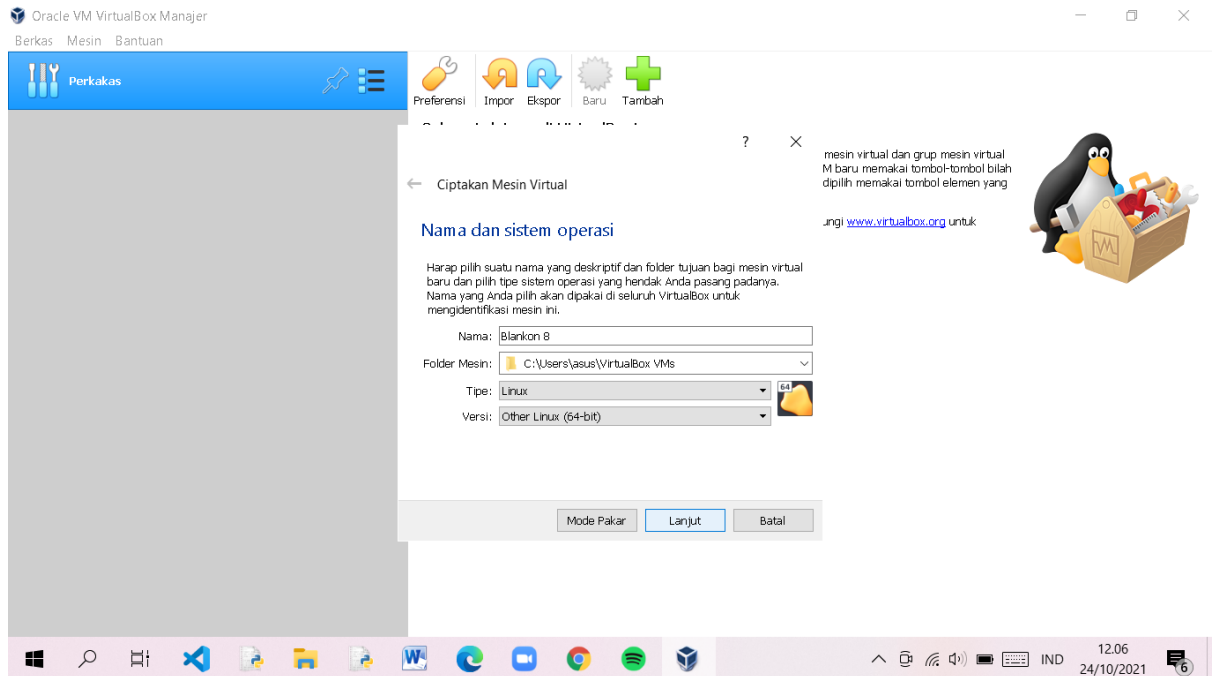 Oracle VM VirtualBox Manajer
Berkas Mesin Bantuan
Perkakas
Preferensi Impor Ekspor Baru Tambah
mesin virtual dan grup mesin virtual
M baru memakai tombol-tombol bilah
dipilih memakai tombol elemen yang
ungi www.virtualbox.org untuk
?
Ciptakan Mesin Virtual
Nama dan sistem operasi
Harap pilih suatu nama yang deskriptif dan folder tujuan bagi mesin virtual
baru dan pilih tipe sistem operasi yang hendak Anda pasang padanya.
Nama yang Anda pilih akan dipakai di seluruh VirtualBox untuk
mengidentifikasi mesin ini.
Nama: Blankon 8
Folder Mesin: C:\Users\asus\VirtualBox VMs
Tipe: Linux
64
Versi: Other Linux (64-bit)
Mode Pakar Lanjut Batal
W
IND
12.06
24/10/2021
6